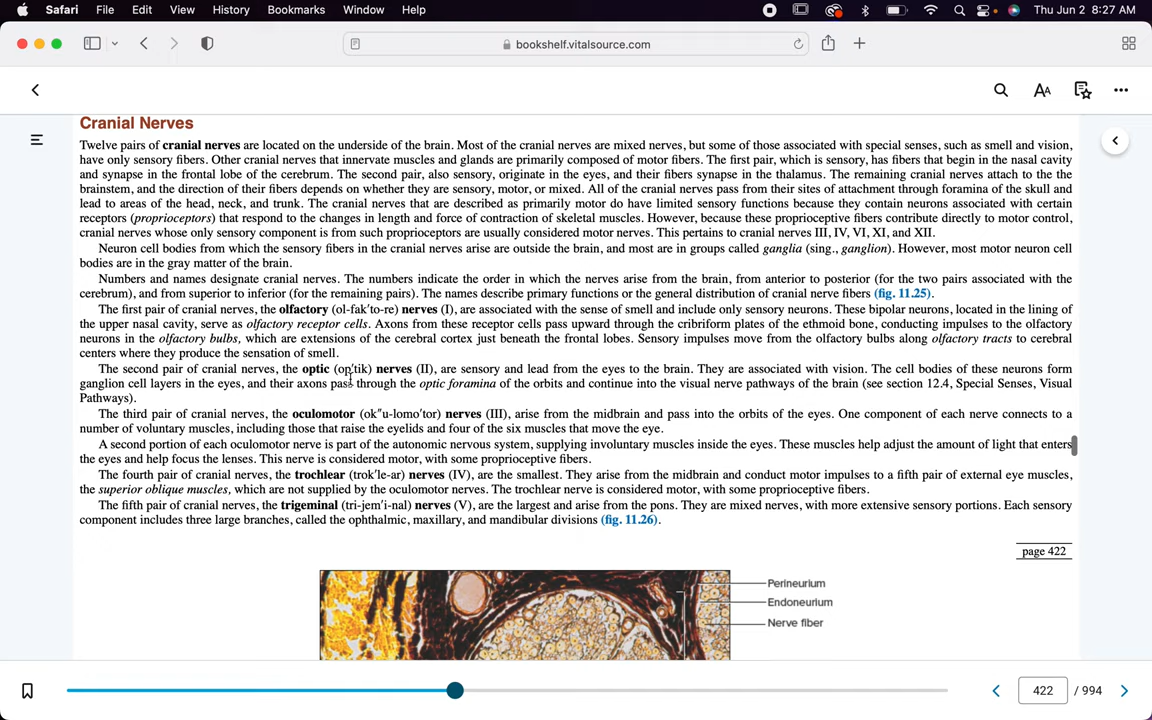 Safari File Edit View History Bookmarks Window Help Thu Jun 2 8:27 AM
bookshelf.vitalsource.com
AA
Cranial Nerves
Twelve pairs of cranial nerves are located on the underside of the brain. Most of the cranial nerves are mixed nerves, but some of those associated with special senses, such as smell and vision,
have only sensory fibers. Other cranial nerves that innervate muscles and glands are primarily composed of motor fibers. The first pair, which is sensory, has fibers that begin in the nasal cavity
and synapse in the frontal lobe of the cerebrum. The second pair, also sensory, originate in the eyes, and their fibers synapse in the thalamus. The remaining cranial nerves attach to the the
brainstem, and the direction of their fibers depends on whether they are sensory, motor, or mixed. All of the cranial nerves pass from their sites of attachment through foramina of the skull and
lead to areas of the head, neck, and trunk. The cranial nerves that are described as primarily motor do have limited sensory functions because they contain neurons associated with certain
receptors (proprioceptors) that respond to the changes in length and force of contraction of skeletal muscles. However, because these proprioceptive fibers contribute directly to motor control,
cranial nerves whose only sensory component is from such proprioceptors are usually considered motor nerves. This pertains to cranial nerves III, IV, VI, XI, and XII.
Neuron cell bodies from which the sensory fibers in the cranial nerves arise are outside the brain, and most are in groups called ganglia (sing., ganglion). However, most motor neuron cell
bodies are in the gray matter of the brain.
Numbers and names designate cranial nerves. The numbers indicate the order in which the nerves arise from the brain, from anterior to posterior (for the two pairs associated with the
cerebrum), and from superior to inferior (for the remaining pairs). The names describe primary functions or the general distribution of cranial nerve fibers (fig. 11.25).
The first pair of cranial nerves, the olfactory (ol-fak′to-re) nerves (I), are associated with the sense of smell and include only sensory neurons. These bipolar neurons, located in the lining of
the upper nasal cavity, serve as olfactory receptor cells. Axons from these receptor cells pass upward through the cribriform plates of the ethmoid bone, conducting impulses to the olfactory
neurons in the olfactory bulbs, which are extensions of the cerebral cortex just beneath the frontal lobes. Sensory impulses move from the olfactory bulbs along olfactory tracts to cerebral
centers where they produce the sensation of smell.
The second pair of cranial nerves, the optic (op′tik) nerves (II), are sensory and lead from the eyes to the brain. They are associated with vision. The cell bodies of these neurons form
ganglion cell layers in the eyes, and their axons pass through the optic foramina of the orbits and continue into the visual nerve pathways of the brain (see section 12.4, Special Senses, Visual
Pathways).
The third pair of cranial nerves, the oculomotor (ok″u-lomo′tor) nerves (III), arise from the midbrain and pass into the orbits of the eyes. One component of each nerve connects to a
number of voluntary muscles, including those that raise the eyelids and four of the six muscles that move the eye.
A second portion of each oculomotor nerve is part of the autonomic nervous system, supplying involuntary muscles inside the eyes. These muscles help adjust the amount of light that enters
the eyes and help focus the lenses. This nerve is considered motor, with some proprioceptive fibers.
The fourth pair of cranial nerves, the trochlear (trok′le-ar) nerves (IV), are the smallest. They arise from the midbrain and conduct motor impulses to a fifth pair of external eye muscles,
the superior oblique muscles, which are not supplied by the oculomotor nerves. The trochlear nerve is considered motor, with some proprioceptive fibers.
The fifth pair of cranial nerves, the trigeminal (tri-jem′i-nal) nerves (V), are the largest and arise from the pons. They are mixed nerves, with more extensive sensory portions. Each sensory
component includes three large branches, called the ophthalmic, maxillary, and mandibular divisions (fig. 11.26).
page 422
Perineurium
Endoneurium
Nerve fiber
422 / 994